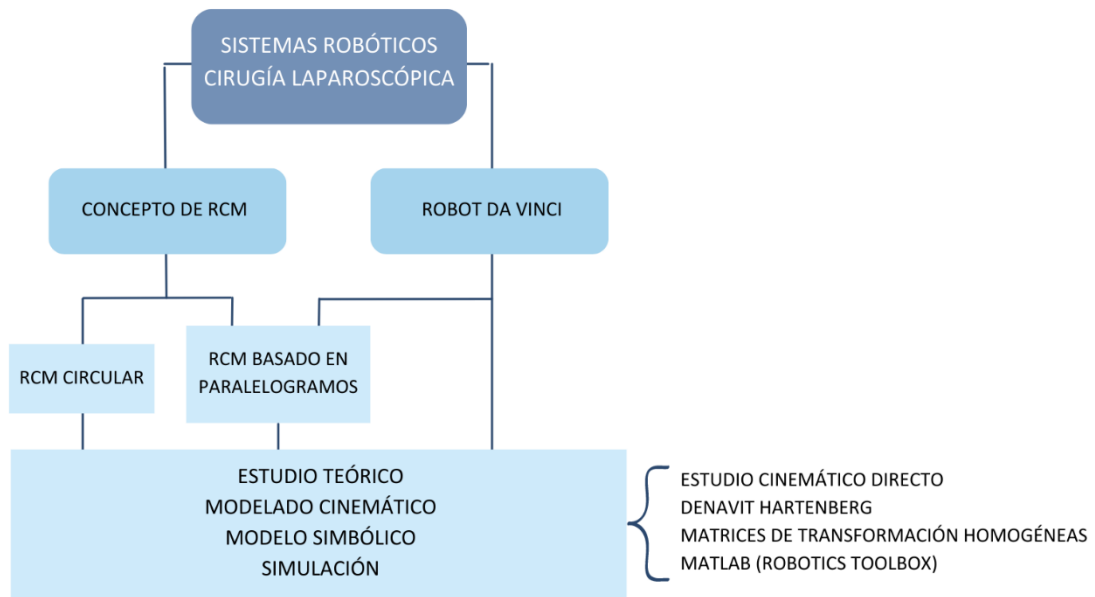 SISTEMAS ROBÓTICOS
CIRUGÍA LAPAROSCÓPICA
CONCEPTO DE RCM
ROBOT DA VINCI
RCM CIRCULAR
RCM BASADO EN
PARALELOGRAMOS
ESTUDIO TEÓRICO
MODELADO CINEMÁTICO
MODELO SIMBÓLICO
SIMULACIÓN
ESTUDIO CINEMÁTICO DIRECTO
DENAVIT HARTENBERG
MATRICES DE TRANSFORMACIÓN HOMOGÉNEAS
MATLAB (ROBOTICS TOOLBOX)